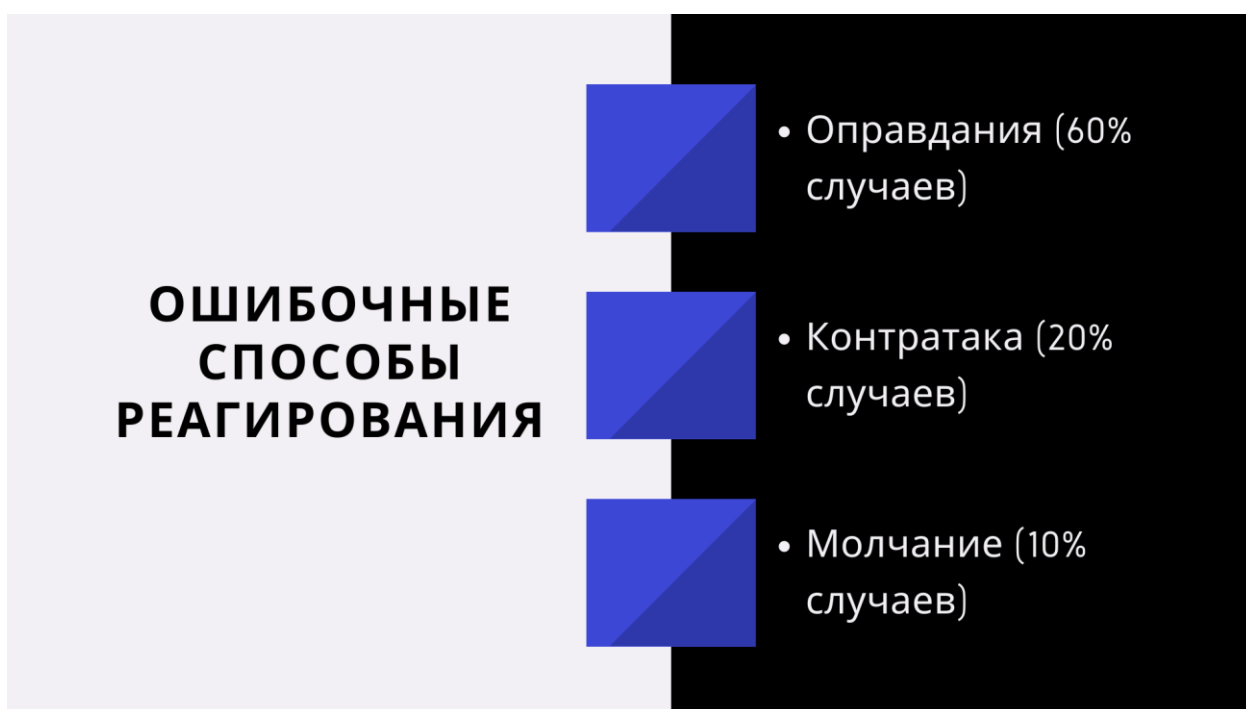 ОШИБОЧНЫЕ
СПОСОБЫ
РЕАГИРОВАНИЯ
• Оправдания (60%
случаев)
• Контратака (20%
случаев)
• Молчание (10%
случаев)